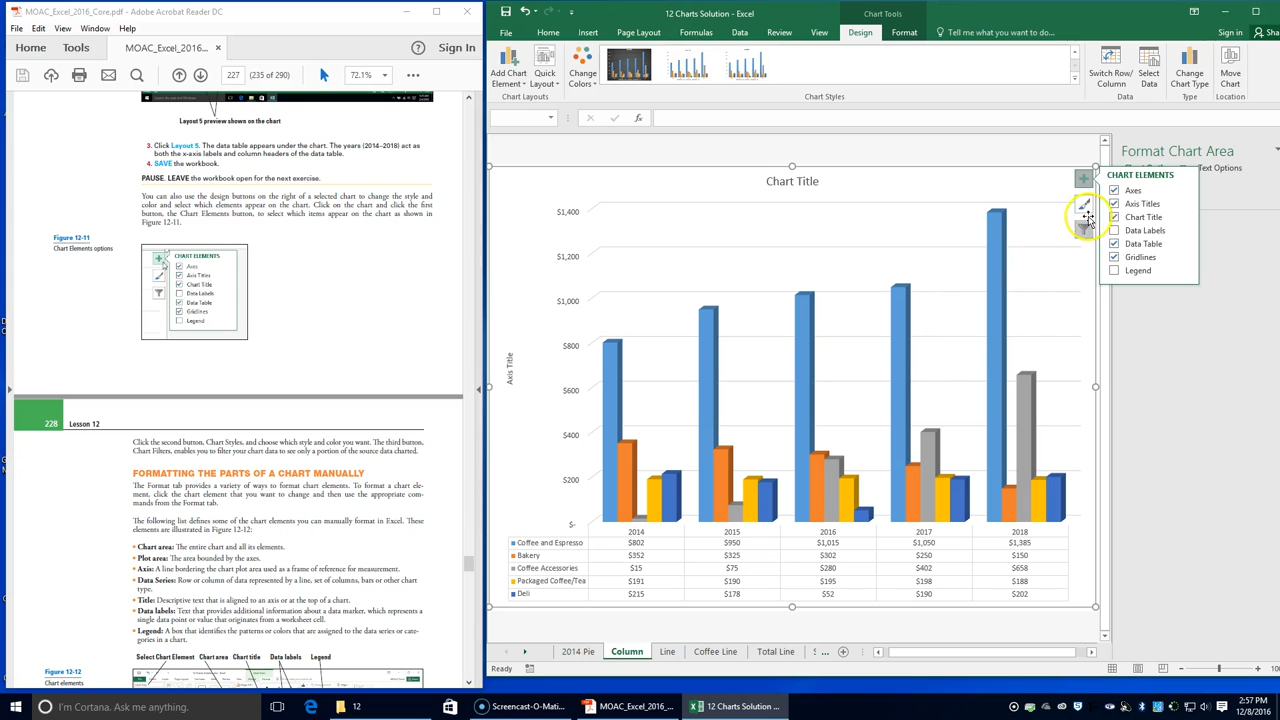 MOAC_Excel_2016_Core.pdf - Adobe Acrobat Reader DC
File Edit View Window Help
Home Tools MOAC_Excel_2016... × Sign In
227 (235 of 290) 72.1%
Layout 5 preview shown on the chart
3. Click Layout 5. The data table appears under the chart. The years (2014–2018) act as
both the x-axis labels and column headers of the data table.
4. SAVE the workbook.
PAUSE. LEAVE the workbook open for the next exercise.
You can also use the design buttons on the right of a selected chart to change the style and
color and select which elements appear on the chart. Click on the chart and click the first
button, the Chart Elements button, to select which items appear on the chart as shown in
Figure 12-11.
Figure 12-11
Chart Elements options
CHART ELEMENTS
Axes
Axis Titles
Chart Title
Data Labels
Data Table
Gridlines
Legend
228 Lesson 12
Click the second button, Chart Styles, and choose which style and color you want. The third button,
Chart Filters, enables you to filter your chart data to see only a portion of the source data charted.
FORMATTING THE PARTS OF A CHART MANUALLY
The Format tab provides a variety of ways to format chart elements. To format a chart ele-
ment, click the chart element that you want to change and then use the appropriate com-
mands from the Format tab.
The following list defines some of the chart elements you can manually format in Excel. These
elements are illustrated in Figure 12-12:
• Chart area: The entire chart and all its elements.
• Plot area: The area bounded by the axes.
• Axis: A line bordering the chart plot area used as a frame of reference for measurement.
• Data Series: Row or column of data represented by a line, set of columns, bars or other chart
type.
• Title: Descriptive text that is aligned to an axis or at the top of a chart.
• Data labels: Text that provides additional information about a data marker, which represents a
single data point or value that originates from a worksheet cell.
• Legend: A box that identifies the patterns or colors that are assigned to the data series or cate-
gories in a chart.
Select Chart Element Chart area Chart title Data labels Legend
Figure 12-12
Chart elements
12 Charts Solution - Excel
Chart Tools
File Home Insert Page Layout Formulas Data Review View Design Format Tell me what you want to do... Sign in Sha
Add Chart Element Quick Layout Change Colors Switch Row/ Column Select Data Change Chart Type Move Chart
Chart Layouts Chart Styles Data Type Location
fx
Format Chart Area
Text Options
CHART ELEMENTS
Axes
Axis Titles
Chart Title
Data Labels
Data Table
Gridlines
Legend
Chart Title
Axis Title
$1,400
$1,200
$1,000
$800
$600
$400
$200
$-
2014 2015 2016 2017 2018
Coffee and Espresso $802 $950 $1,015 $1,050 $1,385
Bakery $352 $325 $302 $250 $150
Coffee Accessories $15 $75 $280 $402 $658
Packaged Coffee/Tea $191 $190 $195 $198 $188
Deli $215 $178 $52 $190 $202
2014 Pie Column Line Coffee Line Total Line S ...
Ready
I'm Cortana. Ask me anything.
12
Screencast-O-Mati...
MOAC_Excel_2016_...
12 Charts Solution -...
2:57 PM
12/8/2016